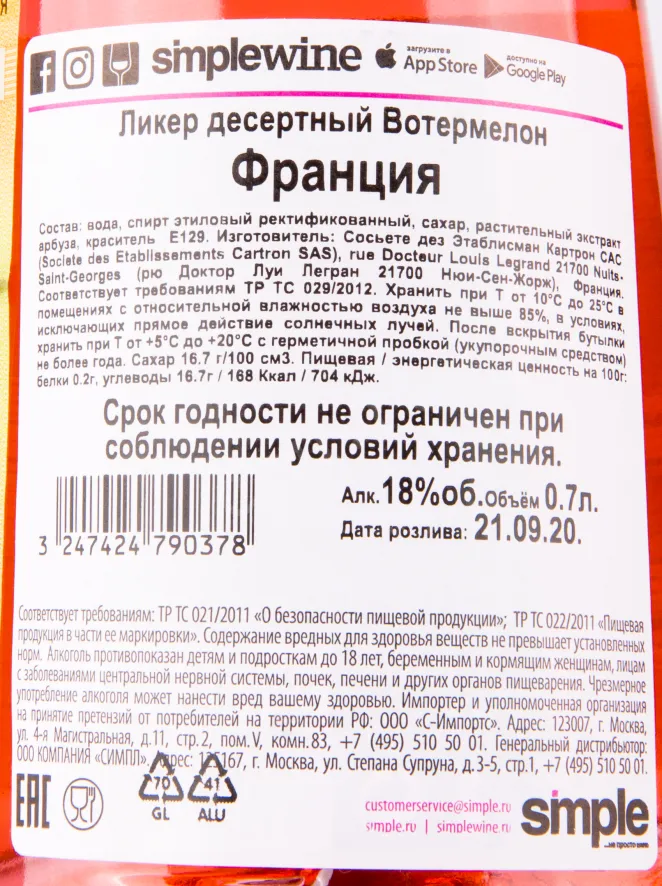 simplewine загрузите в App Store доступно на Google Play
Ликер десертный Вотермелон
Франция
Состав: вода, спирт этиловый ректификованный, сахар, растительный экстракт
арбуза, краситель Е129. Изготовитель: Сосьете дез Этаблисман Картрон САС
(Societe des Etablissements Cartron SAS), rue Docteur Louis Legrand 21700 Nuits-
Saint-Georges (рю Доктор Луи Легран 21700 Нюи-Сен-Жорж), Франция.
Соответствует требованиям ТР ТС 029/2012. Хранить при Т от 10°С до 25°С в
помещениях с относительной влажностью воздуха не выше 85%, в условиях,
исключающих прямое действие солнечных лучей. После вскрытия бутылки
хранить при Т от +5°С до +20°С с герметичной пробкой (укупорочным средством)
не более года. Сахар 16.7 г/100 см3. Пищевая / энергетическая ценность на 100г:
белки 0.2г, углеводы 16.7г / 168 Ккал / 704 кДж.
Срок годности не ограничен при
соблюдении условий хранения.
Алк. 18%об. Объём 0.7л.
Дата розлива: 21.09.20.
3 247424 790378
Соответствует требованиям: ТР ТС 021/2011 «О безопасности пищевой продукции»; ТР ТС 022/2011 «Пищевая
продукция в части ее маркировки». Содержание вредных для здоровья веществ не превышает установленных
норм. Алкоголь противопоказан детям и подросткам до 18 лет, беременным и кормящим женщинам, лицам
с заболеваниями центральной нервной системы, почек, печени и других органов пищеварения. Чрезмерное
употребление алкоголя может нанести вред вашему здоровью. Импортер и уполномоченная организация
на принятие претензий от потребителей на территории РФ: ООО «С-Импортс». Адрес: 123007, г. Москва,
ул. 4-я Магистральная, д.11, стр.2, пом.V, комн.83, +7 (495) 510 50 01. Генеральный дистрибьютор:
ООО КОМПАНИЯ «СИМПЛ». Адрес: 125167, г. Москва, ул. Степана Супруна, д.3-5, стр.1, +7 (495) 510 50 01.
EAC
70 41
GL ALU
customerservice@simple.ru
simple.ru | simplewine.ru
simple
...не просто вино